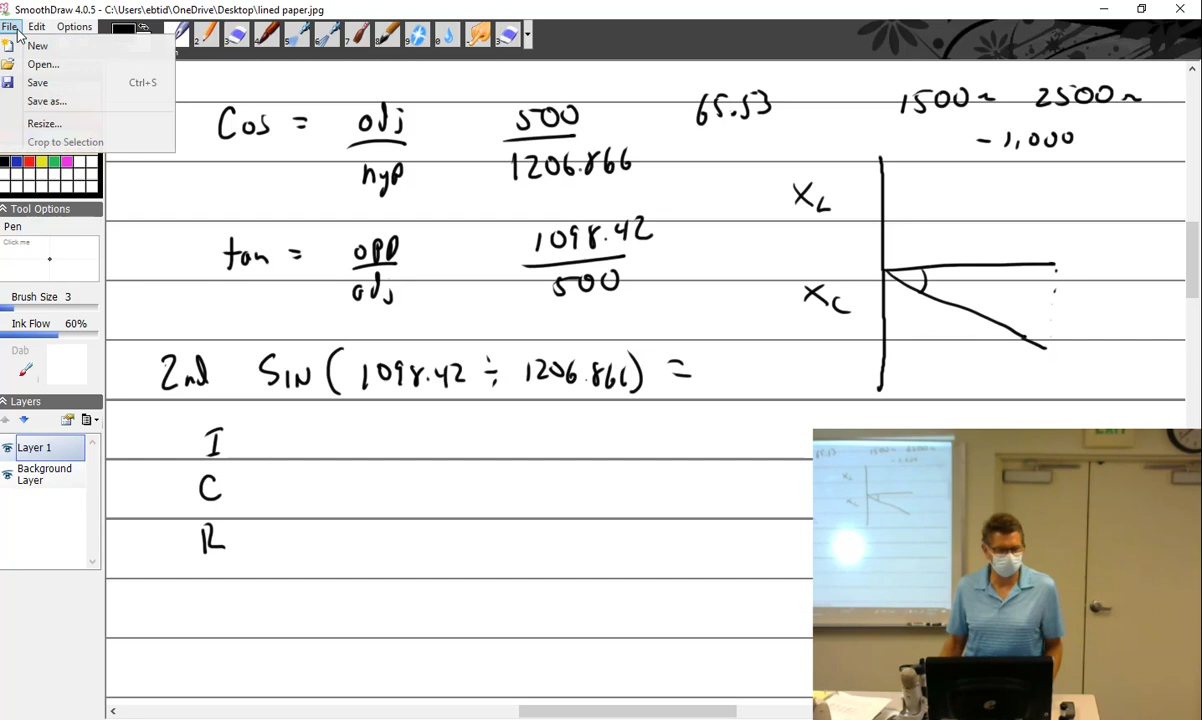 SmoothDraw 4.0.5 - C:\Users\ebtid\OneDrive\Desktop\lined paper.jpg
File Edit Options
New
Open...
Save Ctrl+S
Save as...
Resize...
Crop to Selection
Tool Options
Pen
Click me
Brush Size 3
Ink Flow 60%
Dab
Layers
Layer 1
Background
Layer
Cos = adj 500
hyp 1206.866
65.53
1500~ 2500~
- 1,000
tan = opp 1098.42
adj 500
XL
XC
2nd SIN ( 1098.42 ÷ 1206.866) =
I
C
R
EXIT